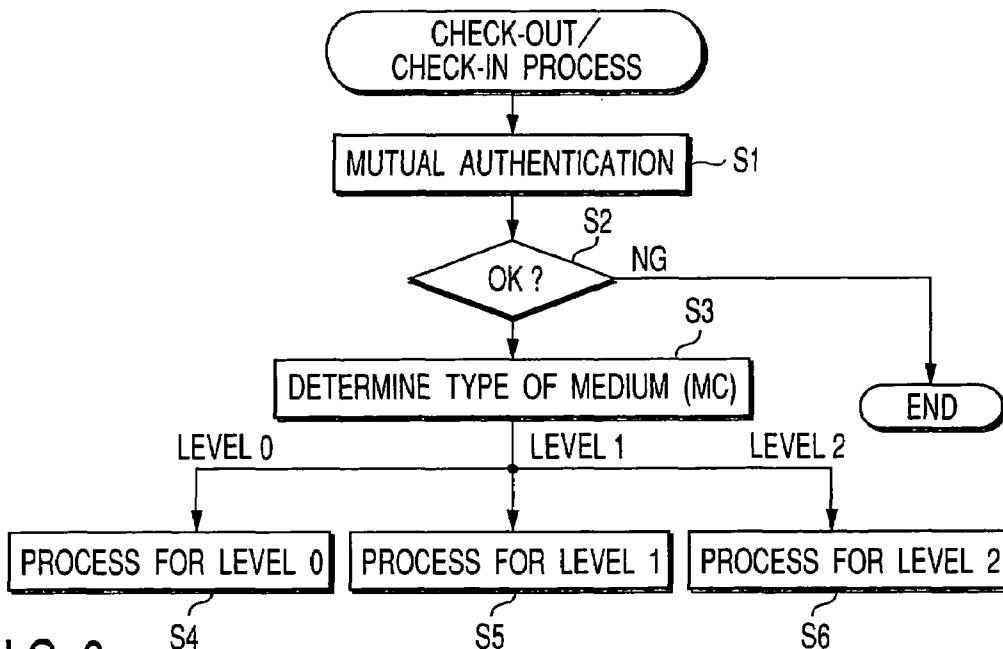 CHECK-OUT/
CHECK-IN PROCESS
MUTUAL AUTHENTICATION
S1
S2
OK ?
NG
S3
DETERMINE TYPE OF MEDIUM (MC)
END
LEVEL 0
LEVEL 1
LEVEL 2
PROCESS FOR LEVEL 0
PROCESS FOR LEVEL 1
PROCESS FOR LEVEL 2
S4
S5
S6